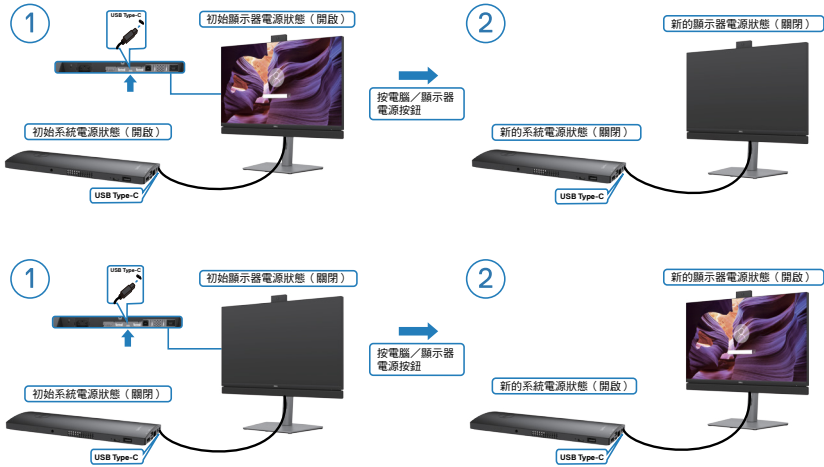 1
USB Type-C
初始顯示器電源狀態（開啟）
初始系統電源狀態（開啟）
USB Type-C
按電腦／顯示器
電源按鈕
2
新的顯示器電源狀態（關閉）
新的系統電源狀態（關閉）
USB Type-C
1
USB Type-C
初始顯示器電源狀態（關閉）
初始系統電源狀態（關閉）
USB Type-C
按電腦／顯示器
電源按鈕
2
新的顯示器電源狀態（開啟）
新的系統電源狀態（開啟）
USB Type-C